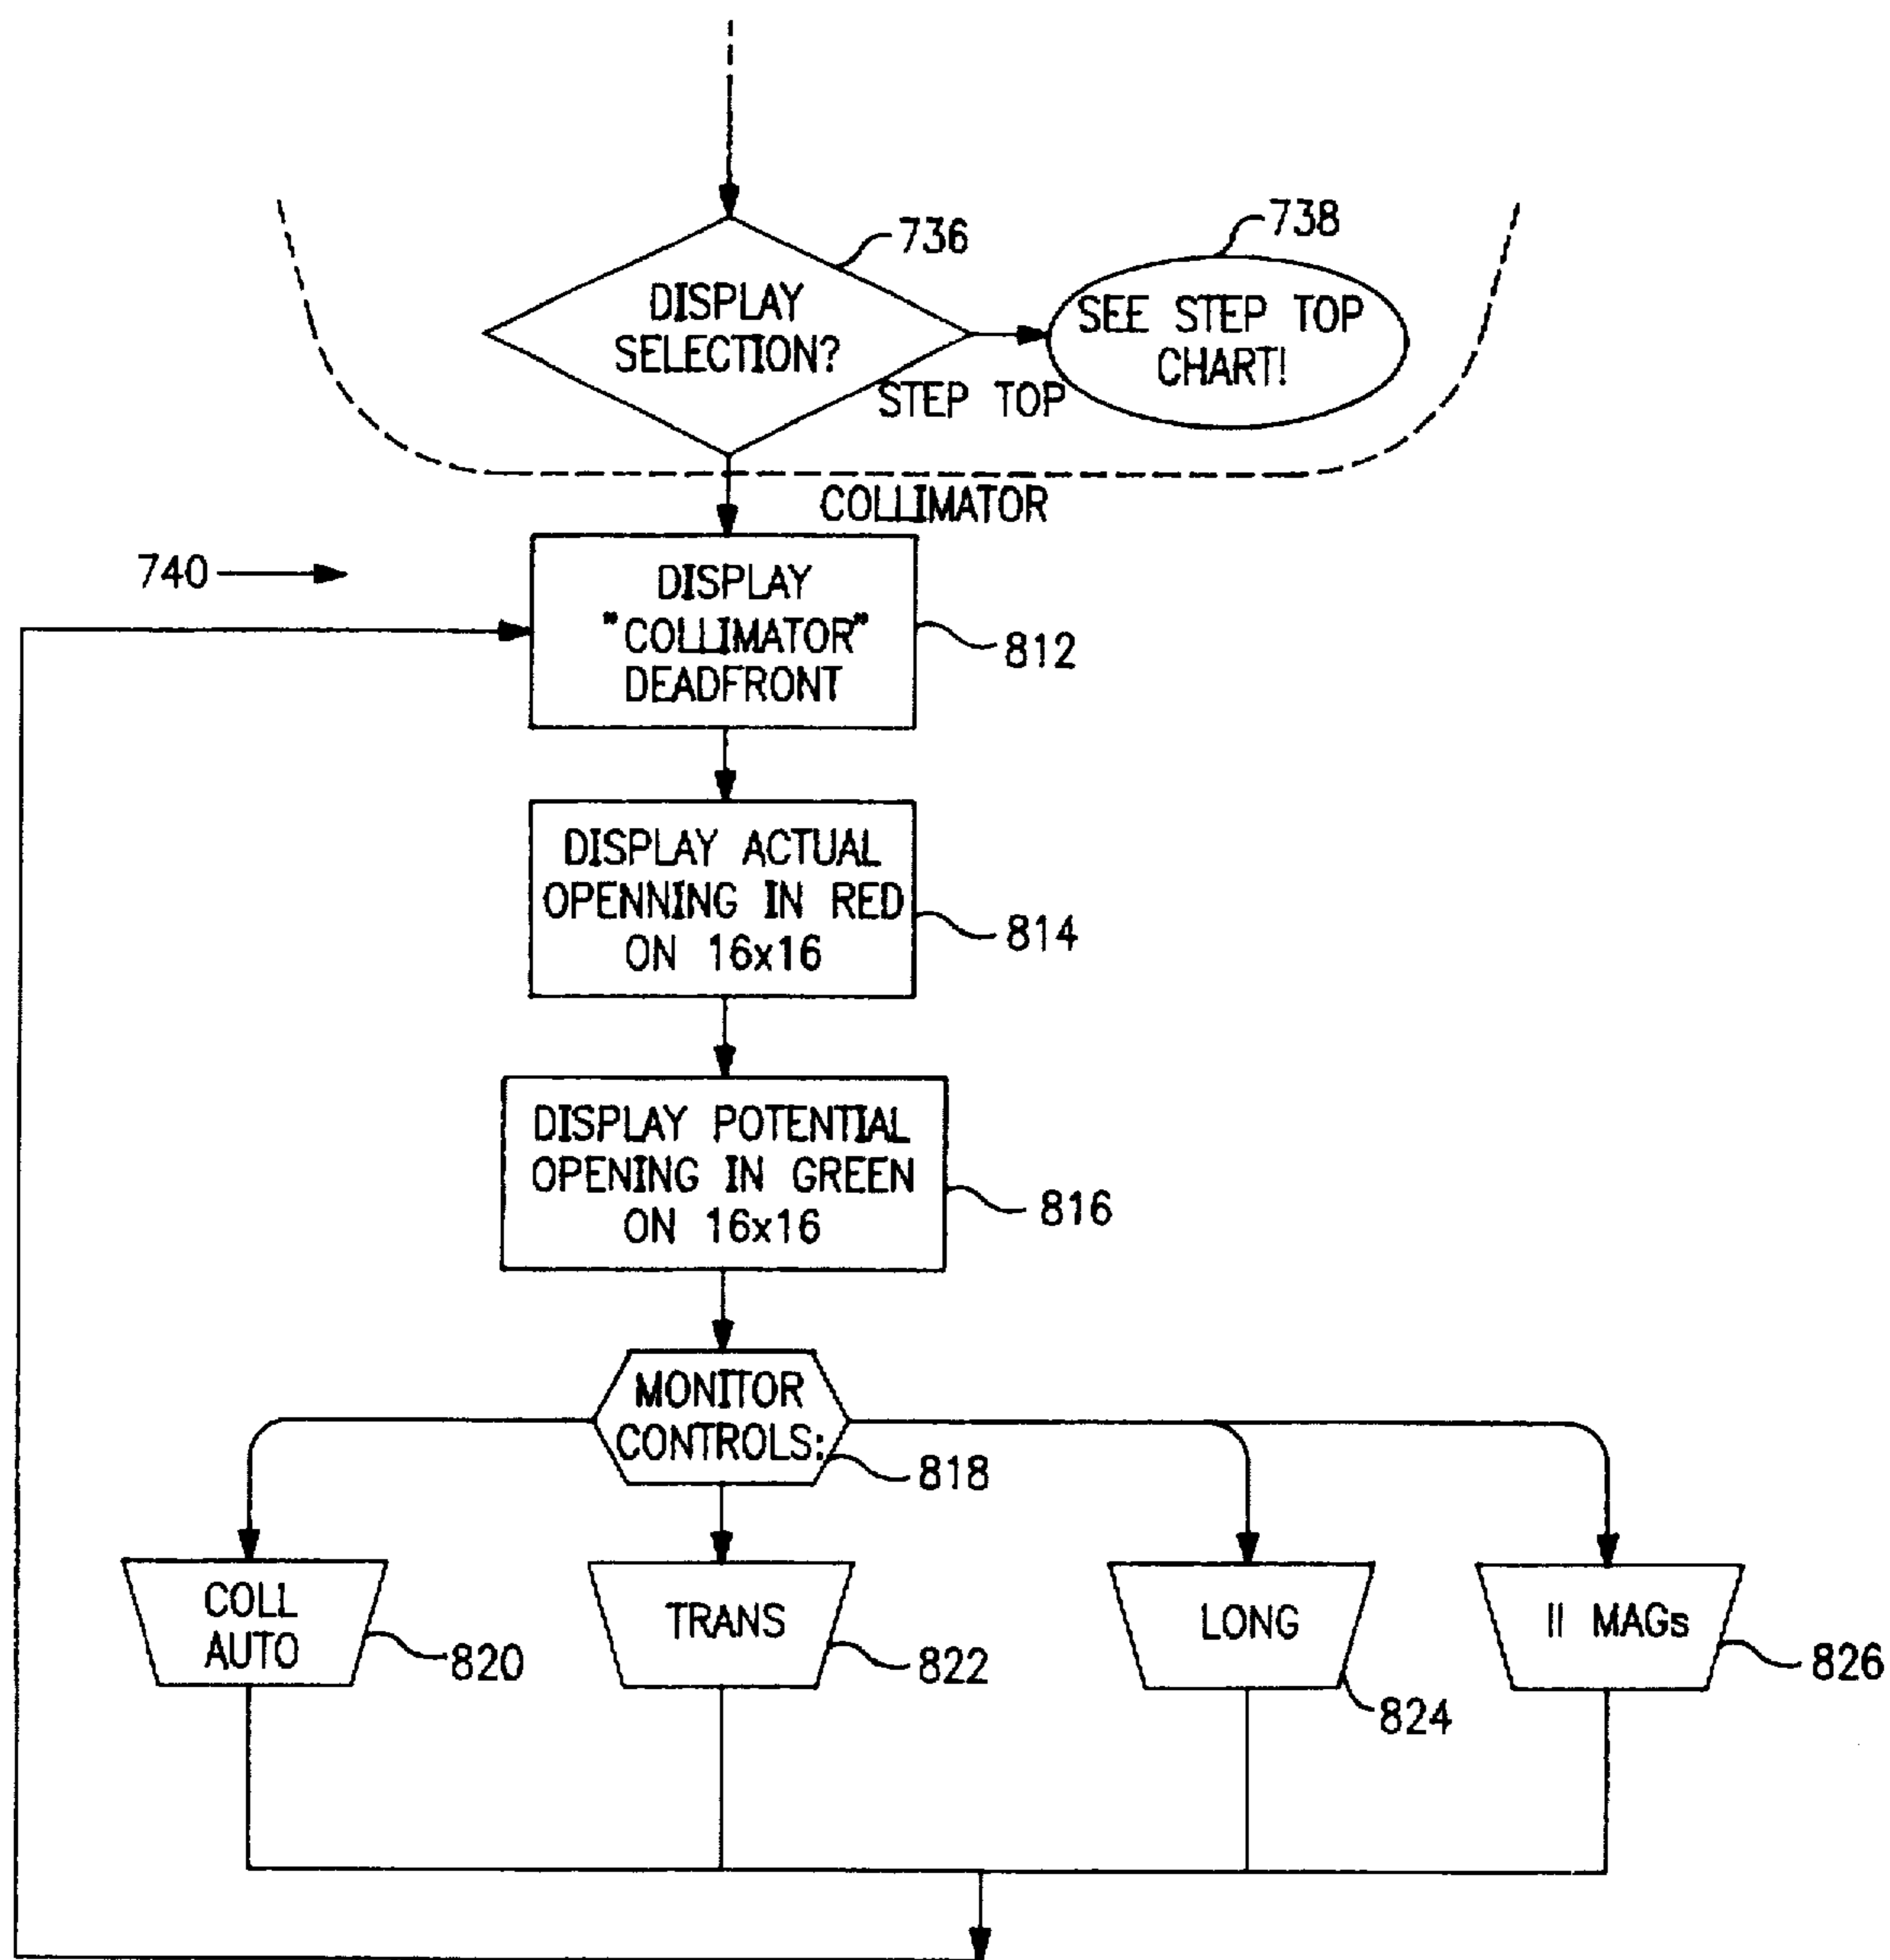 736
738
DISPLAY
SELECTION?
SEE STEP TOP
CHART!
STEP TOP
COLLIMATOR
740
DISPLAY
"COLLIMATOR"
DEADFRONT
812
DISPLAY ACTUAL
OPENNING IN RED
ON 16x16
814
DISPLAY POTENTIAL
OPENING IN GREEN
ON 16x16
816
MONITOR
CONTROLS:
818
COLL
AUTO
820
TRANS
822
LONG
824
II MAGs
826